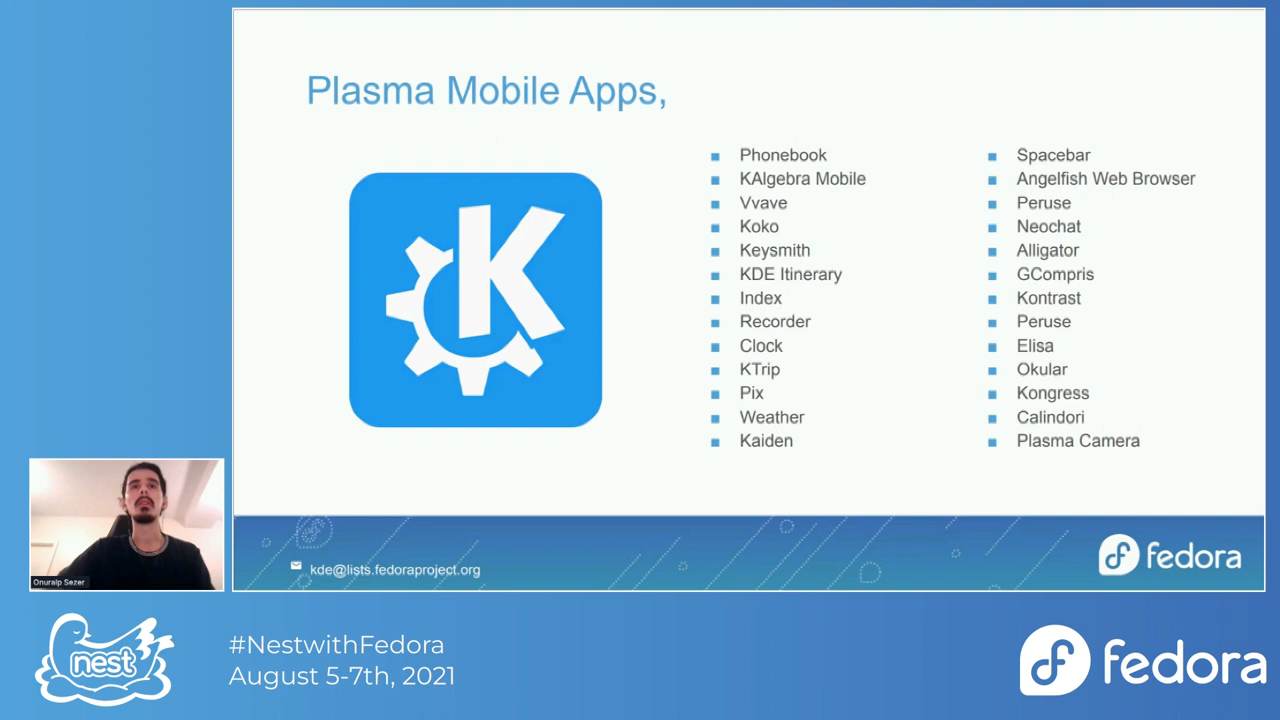 Plasma Mobile Apps,
Phonebook
KAlgebra Mobile
Vvave
Koko
Keysmith
KDE Itinerary
Index
Recorder
Clock
KTrip
Pix
Weather
Kaiden
Spacebar
Angelfish Web Browser
Peruse
Neochat
Alligator
GCompris
Kontrast
Peruse
Elisa
Okular
Kongress
Calindori
Plasma Camera
K
Onuralp Sezer
kde@lists.fedoraproject.org
fedora
nest
#NestwithFedora
August 5-7th, 2021
fedora